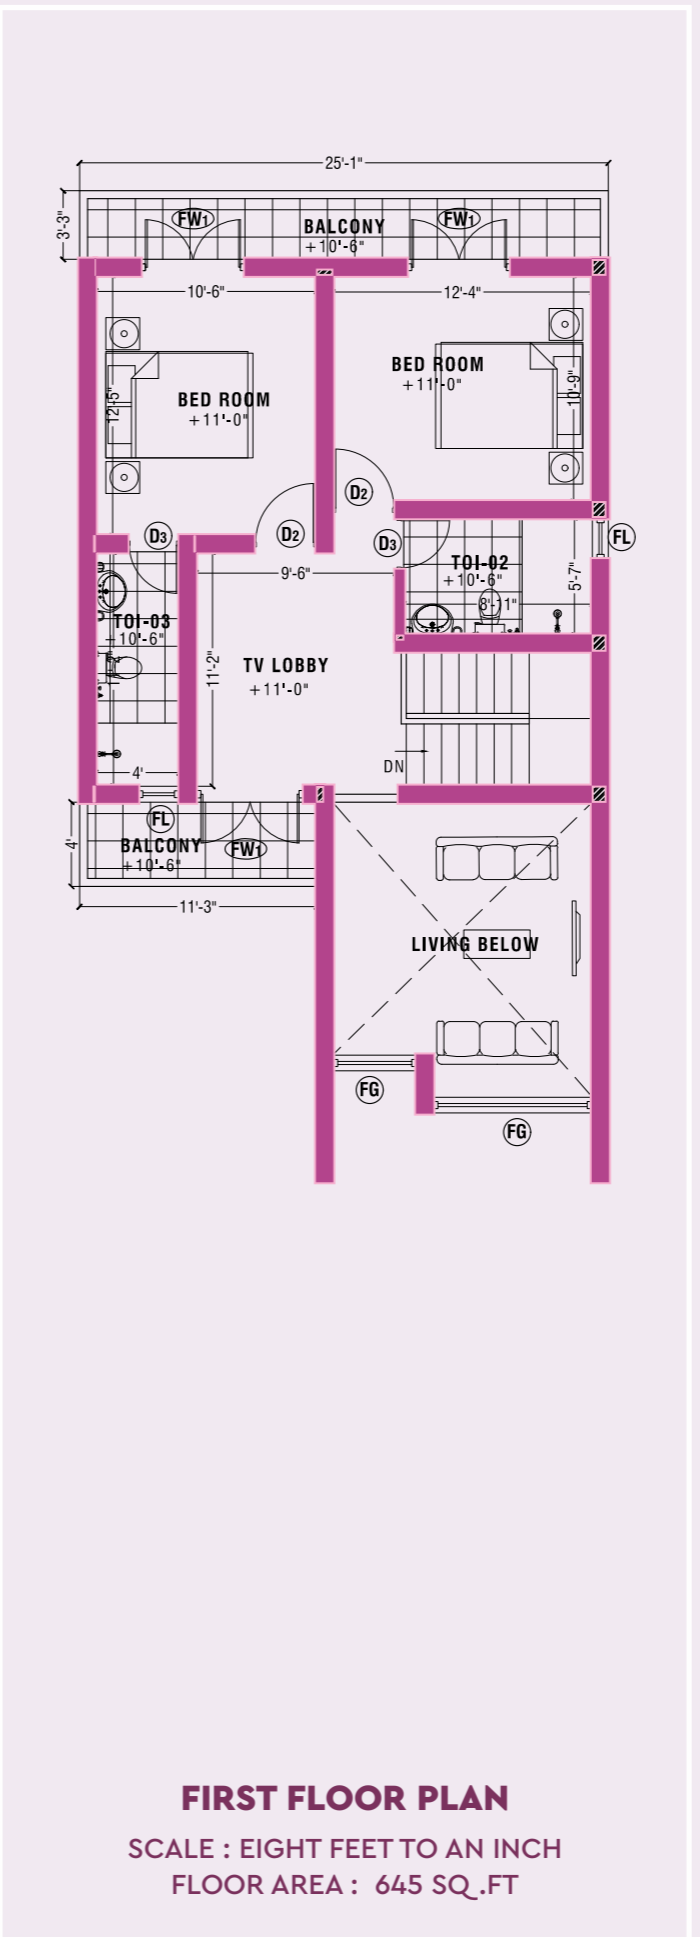 25'-1"
3'-3"
FW1
FW1
BALCONY
+10'-6"
10'-6"
12'-4"
BED ROOM
+11'-0"
BED ROOM
+11'-0"
12'-5"
10'-9"
D2
D3
D2
D3
FL
9'-6"
TOI-02
+10'-6"
8'-11"
5'-7"
TOI-03
+10'-6"
11'-2"
TV LOBBY
+11'-0"
DN
4'
FL
4'
BALCONY
+10'-6"
FW1
11'-3"
LIVING BELOW
FG
FG
FIRST FLOOR PLAN
SCALE : EIGHT FEET TO AN INCH
FLOOR AREA : 645 SQ.FT